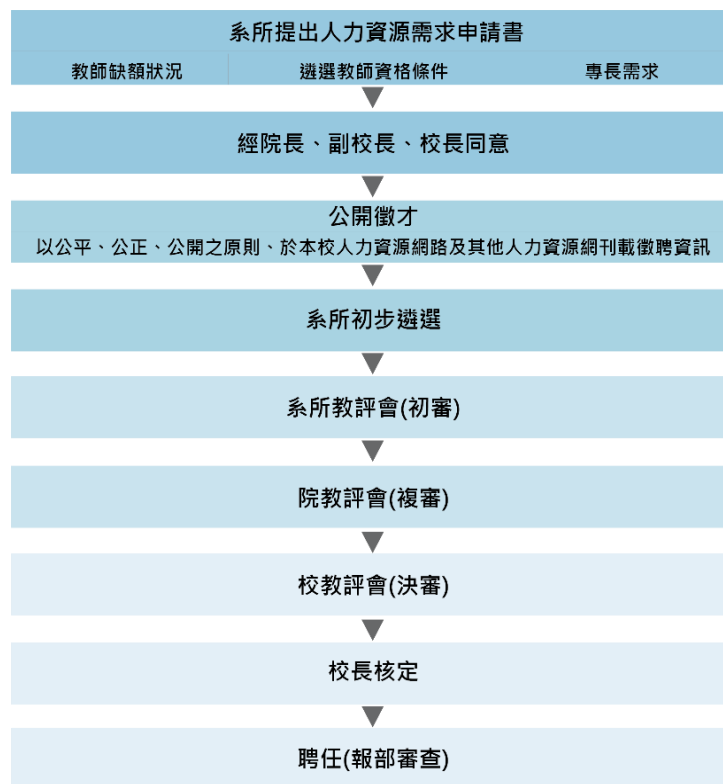 系所提出人力資源需求申請書
教師缺額狀況 遴選教師資格條件 專長需求
經院長、副校長、校長同意
公開徵才
以公平、公正、公開之原則、於本校人力資源網路及其他人力資源網刊載徵聘資訊
系所初步遴選
系所教評會(初審)
院教評會(複審)
校教評會(決審)
校長核定
聘任(報部審查)